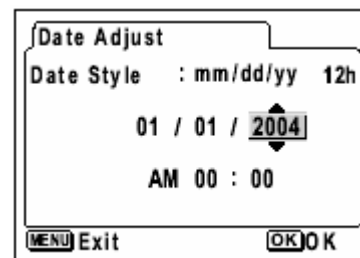 Date Adjust
Date Style : mm/dd/yy 12h
01 / 01 / 2004
AM 00 : 00
MENU Exit OK OK